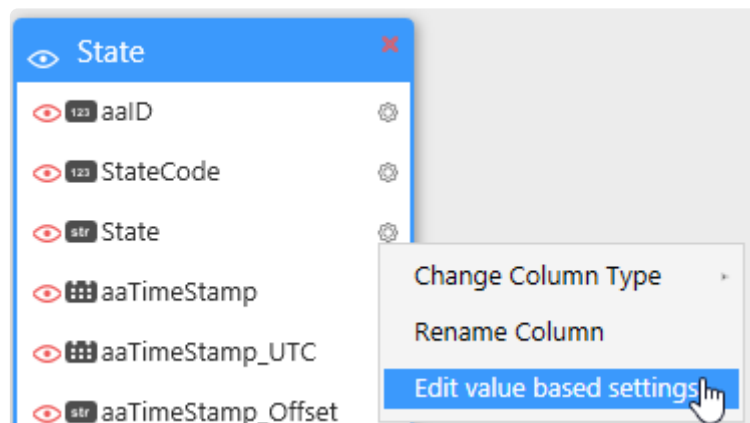 State
123 aaID
123 StateCode
str State
aaTimeStamp
aaTimeStamp_UTC
str aaTimeStamp_Offset
Change Column Type
Rename Column
Edit value based settings